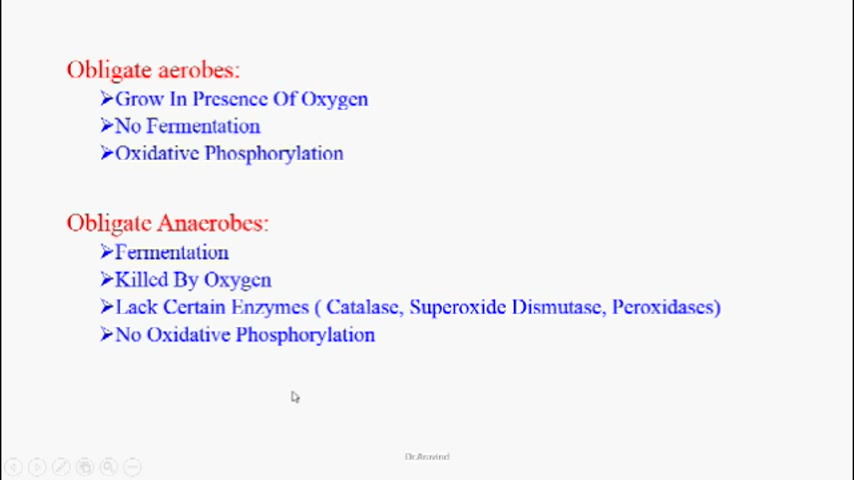 Obligate aerobes:
➢Grow In Presence Of Oxygen
➢No Fermentation
➢Oxidative Phosphorylation
Obligate Anaerobes:
➢Fermentation
➢Killed By Oxygen
➢Lack Certain Enzymes ( Catalase, Superoxide Dismutase, Peroxidases)
➢No Oxidative Phosphorylation
Dr.Aravind